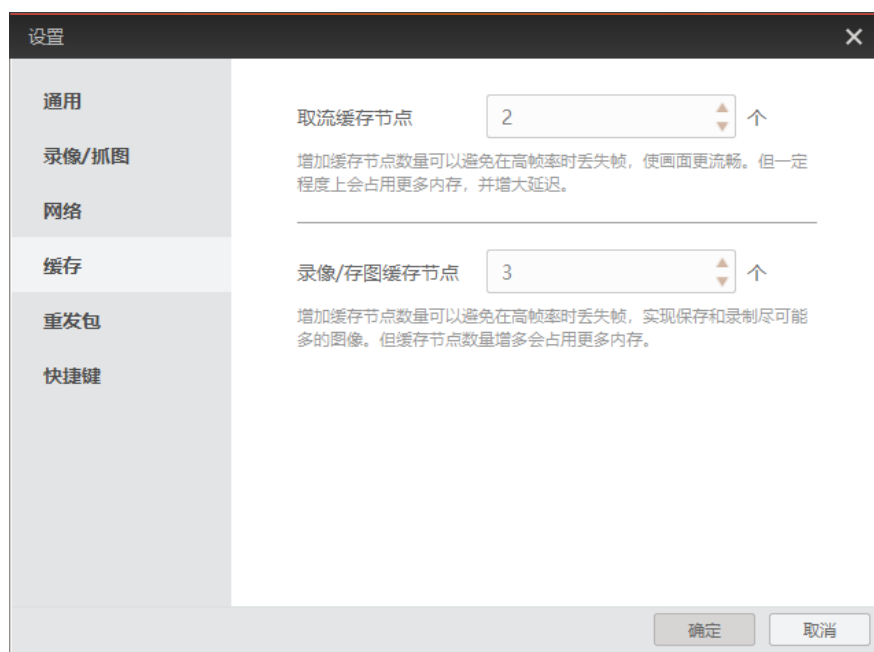 设置
通用
录像/抓图
网络
缓存
重发包
快捷键
取流缓存节点 2 个
增加缓存节点数量可以避免在高帧率时丢失帧，使画面更流畅。但一定
程度上会占用更多内存，并增大延迟。
录像/存图缓存节点 3 个
增加缓存节点数量可以避免在高帧率时丢失帧，实现保存和录制尽可能
多的图像。但缓存节点数量增多会占用更多内存。
确定 取消